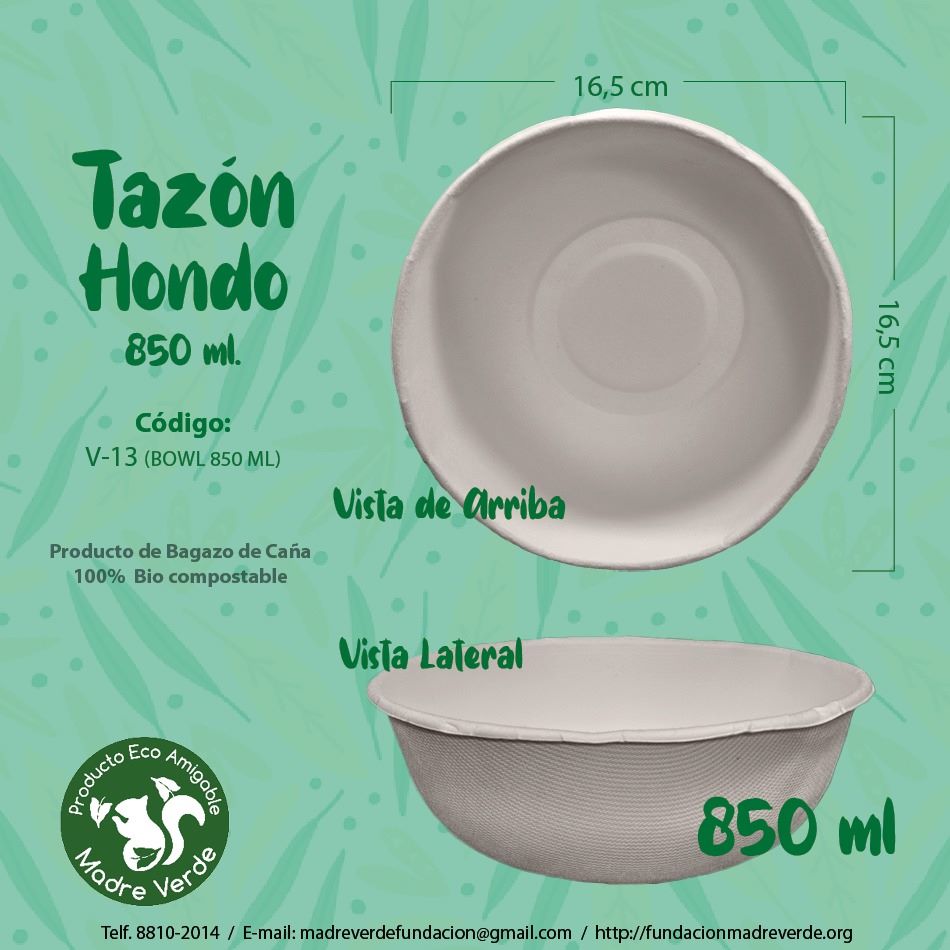 16,5 cm
Tazón
Hondo
850 ml.
16,5 cm
Código:
V-13 (BOWL 850 ML)
Vista de Arriba
Producto de Bagazo de Caña
100% Bio compostable
Vista Lateral
Producto Eco Amigable
Madre Verde
850 ml
Telf. 8810-2014 / E-mail: madreverdefundacion@gmail.com / http://fundacionmadreverde.org